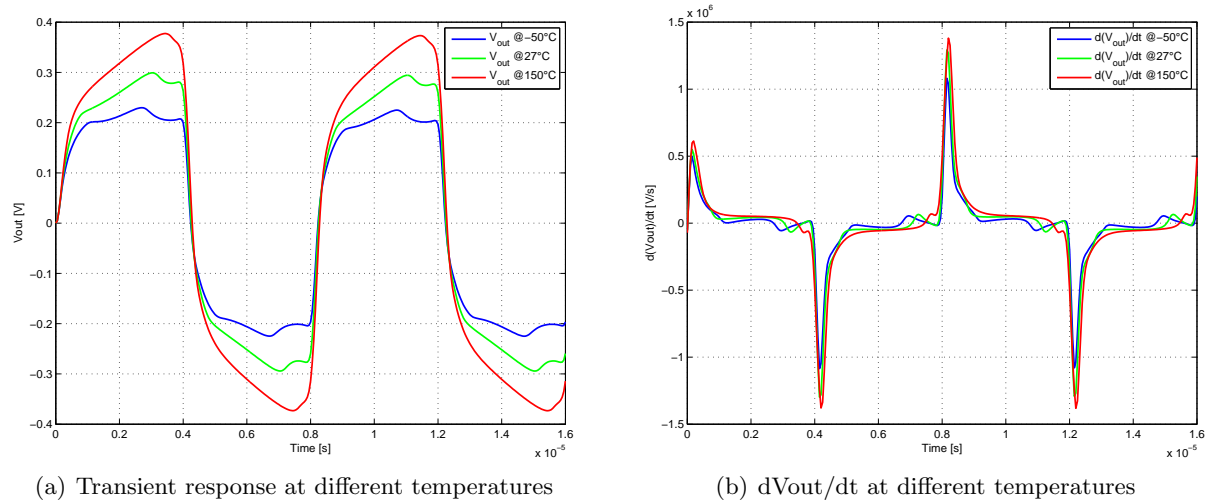 0.4
0.3
0.2
0.1
0
−0.1
−0.2
−0.3
−0.4
Vout [V]
0 0.2 0.4 0.6 0.8 1 1.2 1.4 1.6
x 10⁻⁵
Time [s]
V_out @−50°C
V_out @27°C
V_out @150°C
(a) Transient response at different temperatures
x 10⁶
1.5
1
0.5
0
−0.5
−1
−1.5
d(Vout)/dt [V/s]
0 0.2 0.4 0.6 0.8 1 1.2 1.4 1.6
x 10⁻⁵
Time [s]
d(V_out)/dt @−50°C
d(V_out)/dt @27°C
d(V_out)/dt @150°C
(b) dVout/dt at different temperatures